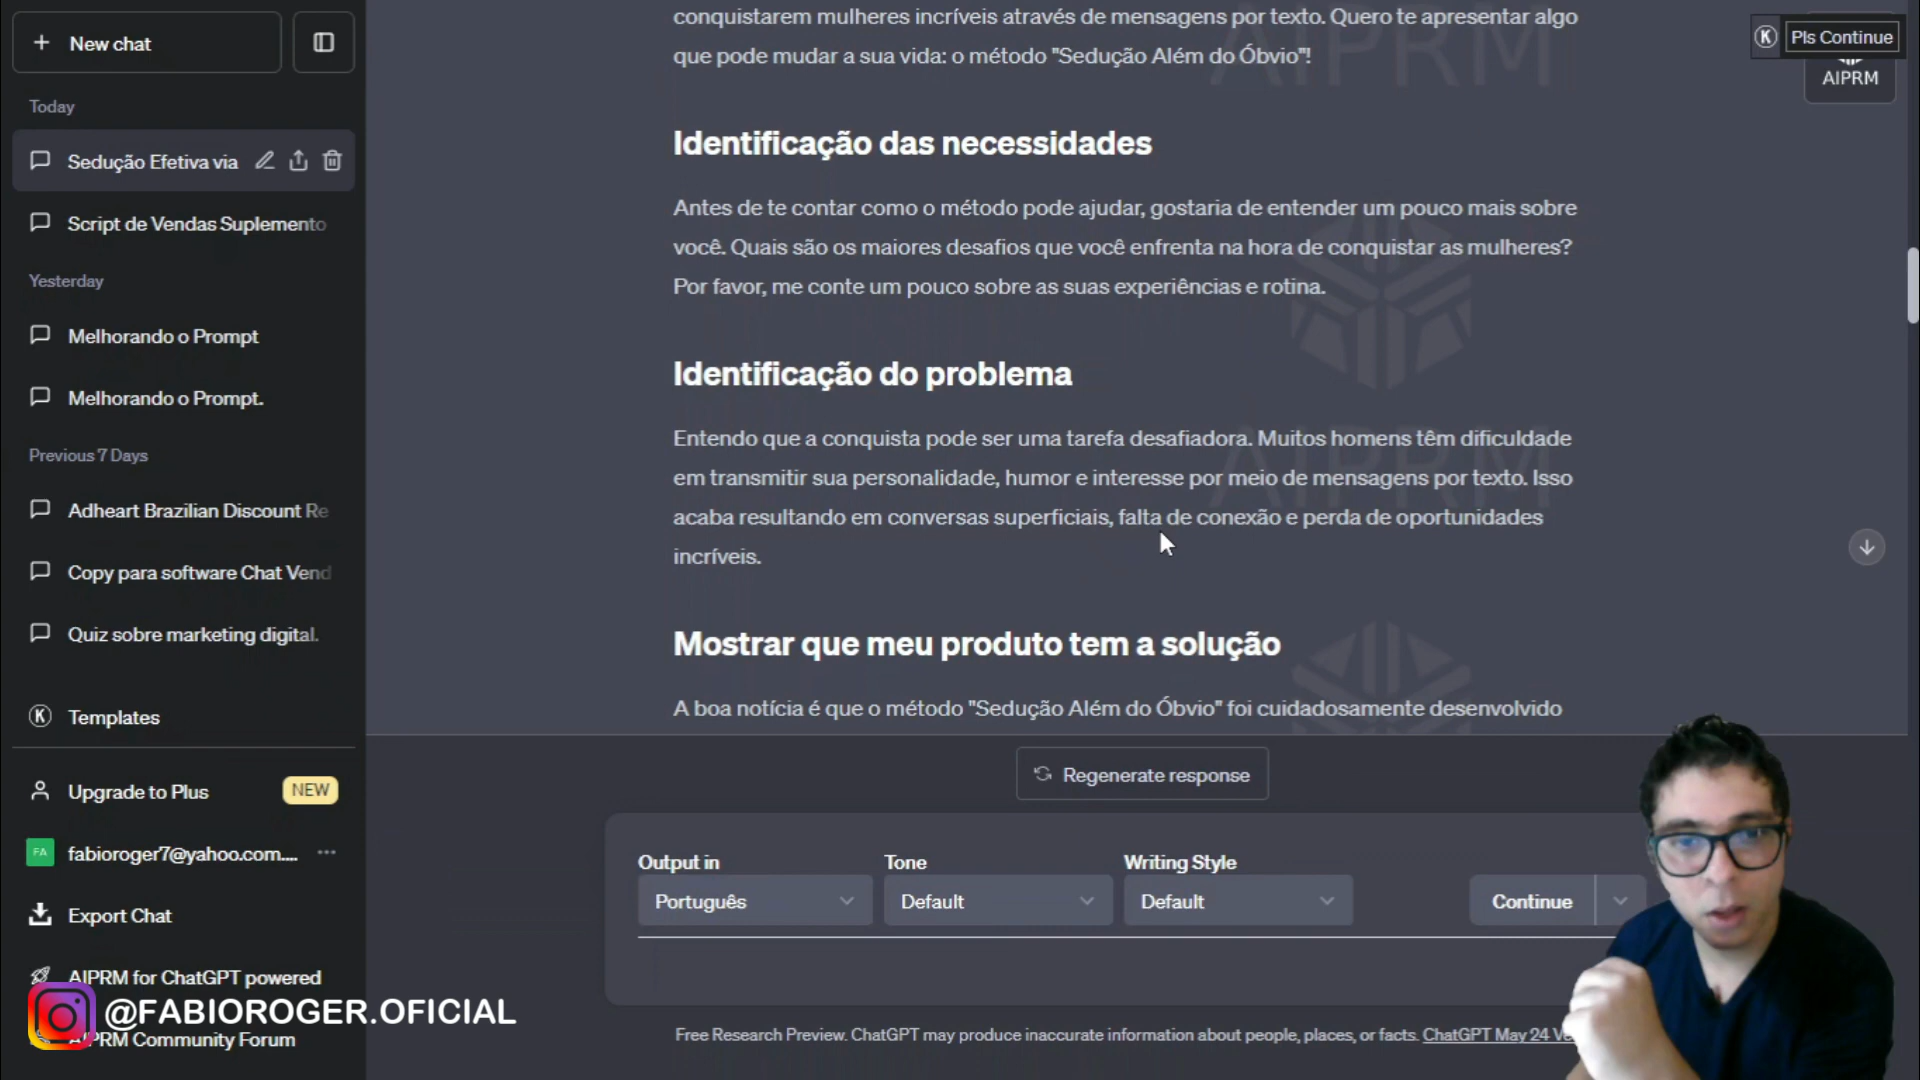 New chat
Today
Sedução Efetiva via
Script de Vendas Suplemento
Yesterday
Melhorando o Prompt
Melhorando o Prompt.
Previous 7 Days
Adheart Brazilian Discount Re
Copy para software Chat Vend
Quiz sobre marketing digital.
Templates
Upgrade to Plus
NEW
FA
fabioroger7@yahoo.com....
Export Chat
AIPRM for ChatGPT powered
@FABIOROGER.OFICIAL
AIPRM Community Forum
conquistarem mulheres incríveis através de mensagens por texto. Quero te apresentar algo
que pode mudar a sua vida: o método "Sedução Além do Óbvio"!
Identificação das necessidades
Antes de te contar como o método pode ajudar, gostaria de entender um pouco mais sobre
você. Quais são os maiores desafios que você enfrenta na hora de conquistar as mulheres?
Por favor, me conte um pouco sobre as suas experiências e rotina.
Identificação do problema
Entendo que a conquista pode ser uma tarefa desafiadora. Muitos homens têm dificuldade
em transmitir sua personalidade, humor e interesse por meio de mensagens por texto. Isso
acaba resultando em conversas superficiais, falta de conexão e perda de oportunidades
incríveis.
Mostrar que meu produto tem a solução
A boa notícia é que o método "Sedução Além do Óbvio" foi cuidadosamente desenvolvido
AIPRM
AIPRM
K
Pls Continue
AIPRM
Regenerate response
Output in
Português
Tone
Default
Writing Style
Default
Continue
Free Research Preview. ChatGPT may produce inaccurate information about people, places, or facts. ChatGPT May 24